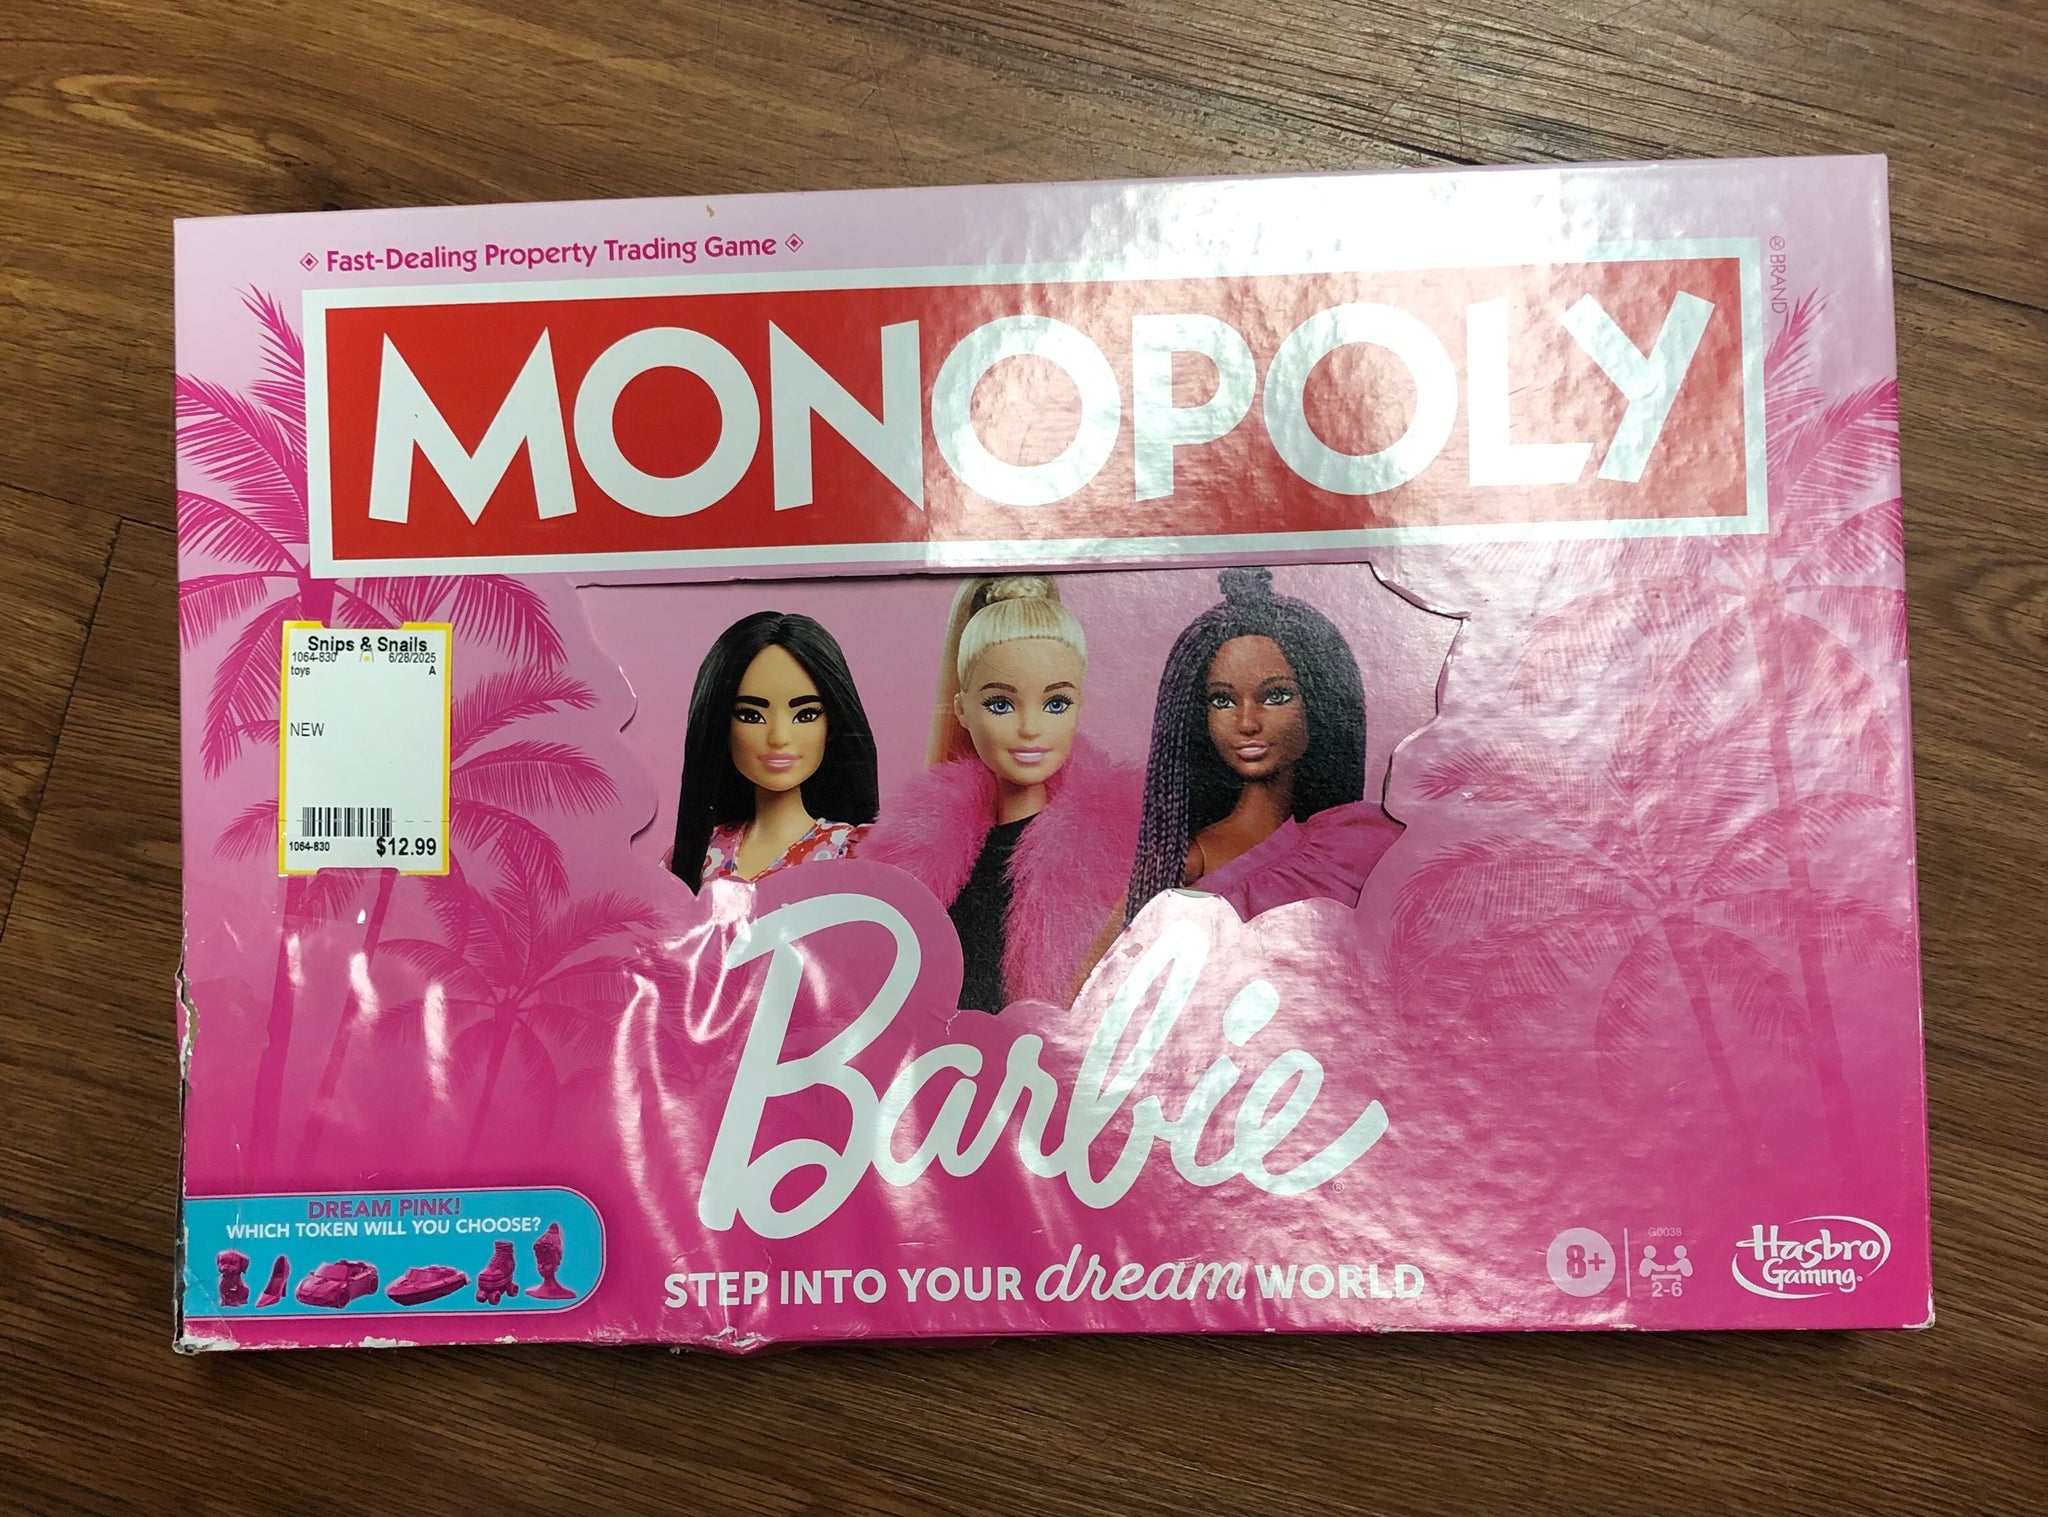 Fast-Dealing Property Trading Game
MONOPOLY
® BRAND
Snips & Snails
1064-830 6/28/2025
toys A
NEW
1064-830 $12.99
Barbie
®
DREAM PINK!
WHICH TOKEN WILL YOU CHOOSE?
STEP INTO YOUR dream WORLD
8+
G0038
2-6
Hasbro
Gaming®